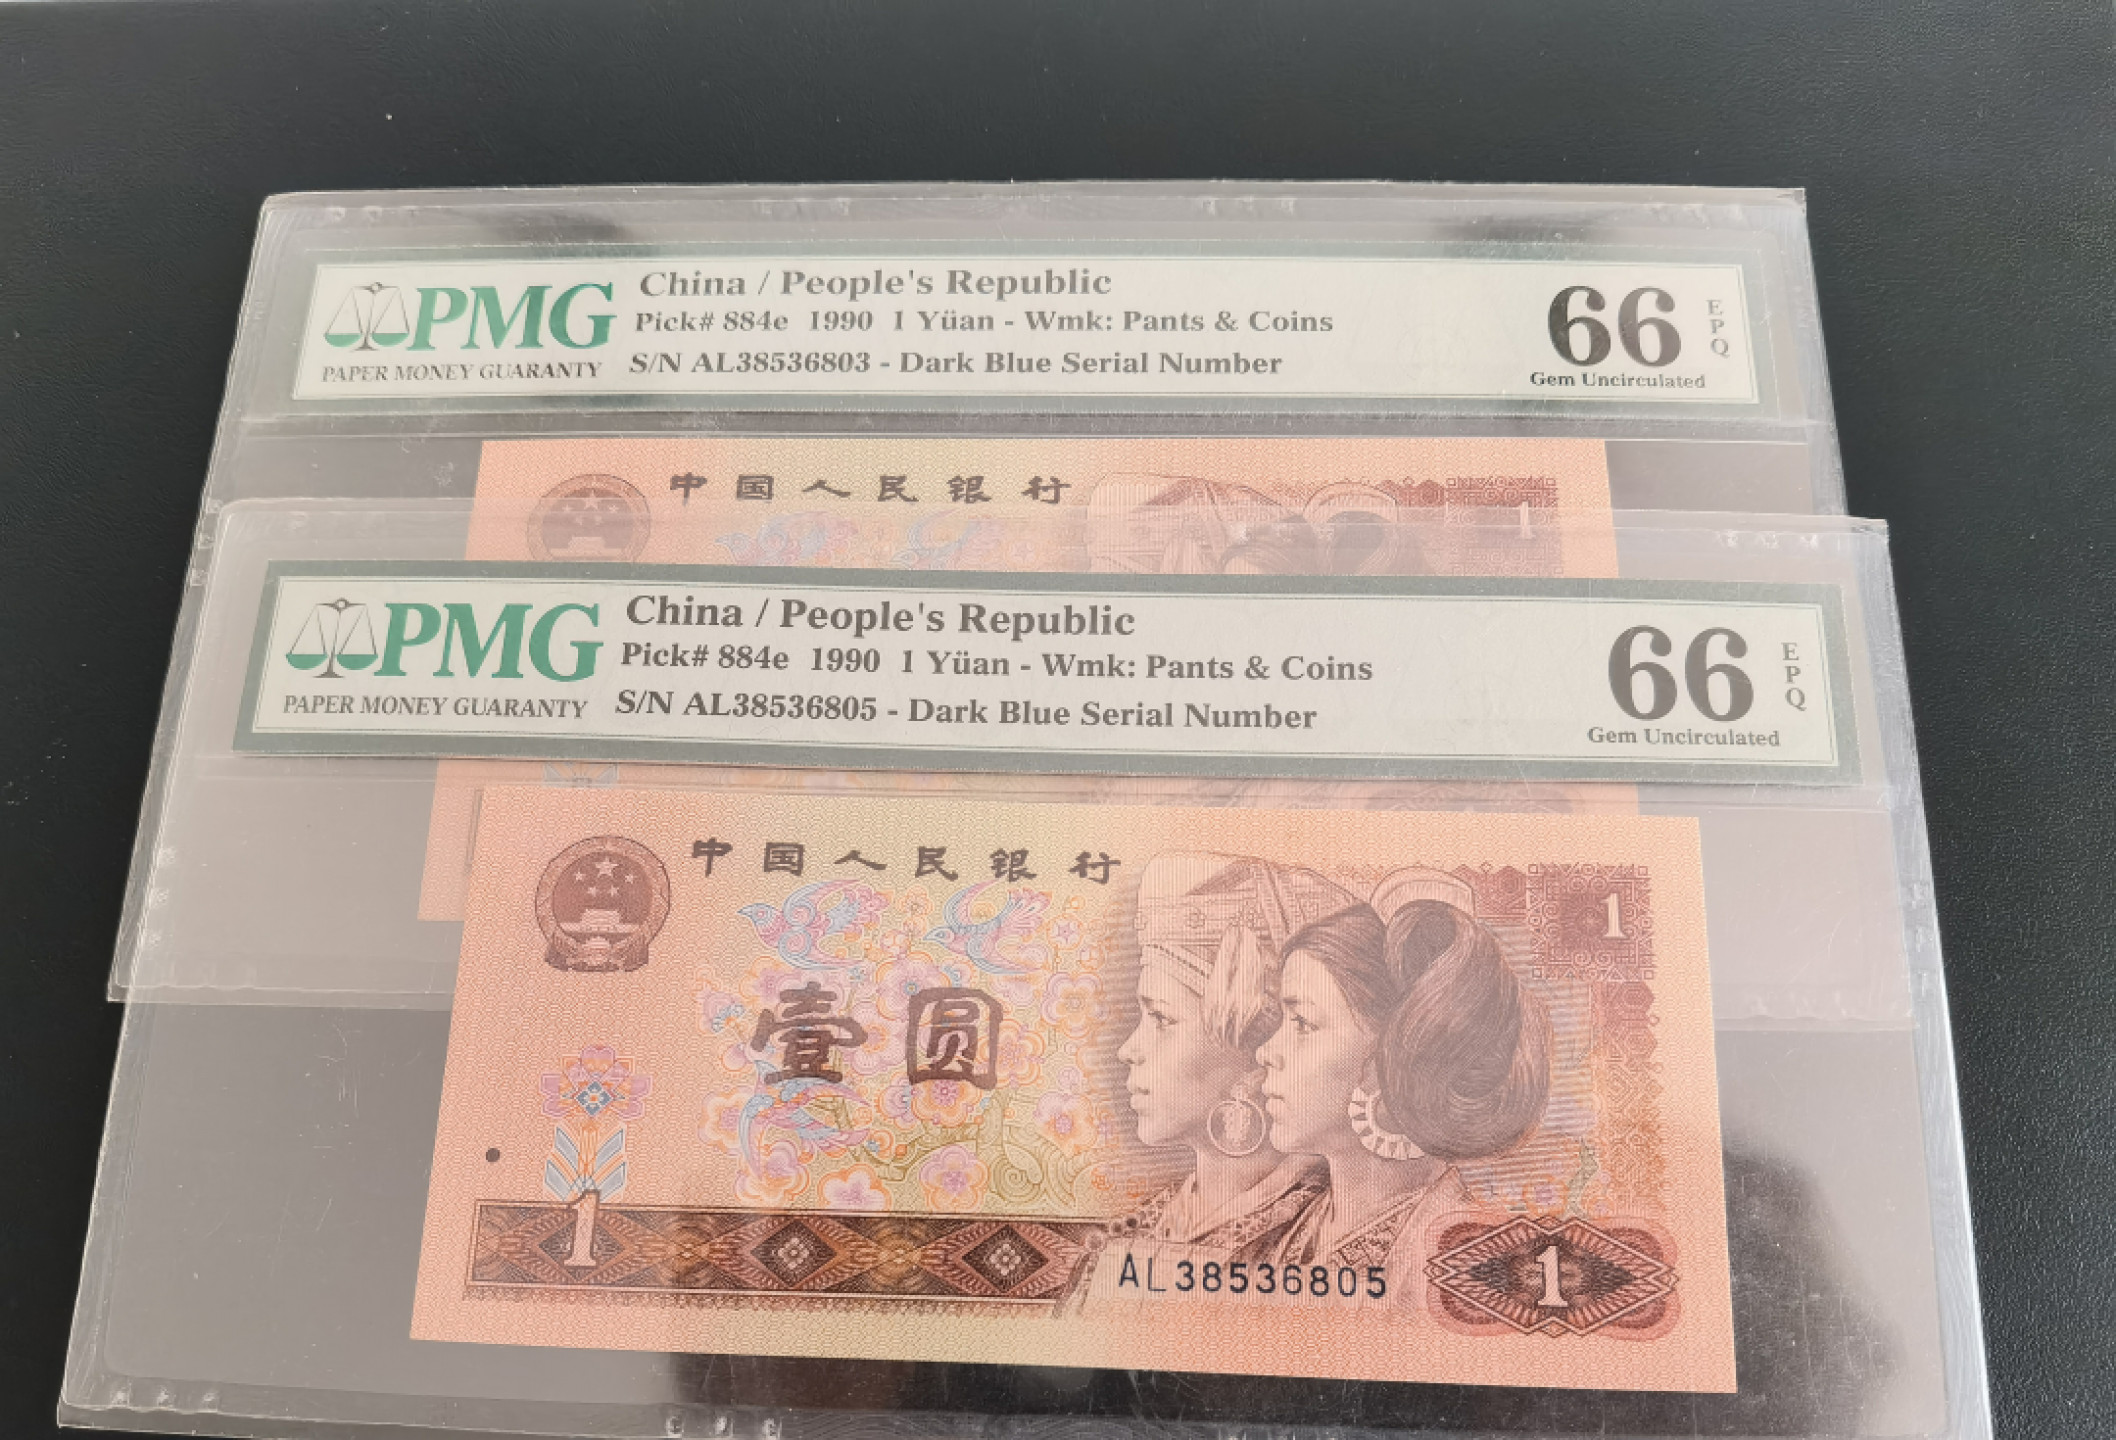 PMG
PAPER MONEY GUARANTY
China / People's Republic
Pick# 884e 1990 1 Yüan - Wmk: Pants & Coins
S/N AL38536803 - Dark Blue Serial Number
66
EPQ
Gem Uncirculated
中国人民银行
1
PMG
PAPER MONEY GUARANTY
China / People's Republic
Pick# 884e 1990 1 Yüan - Wmk: Pants & Coins
S/N AL38536805 - Dark Blue Serial Number
66
EPQ
Gem Uncirculated
中国人民银行
1
壹圆
1
AL38536805
1